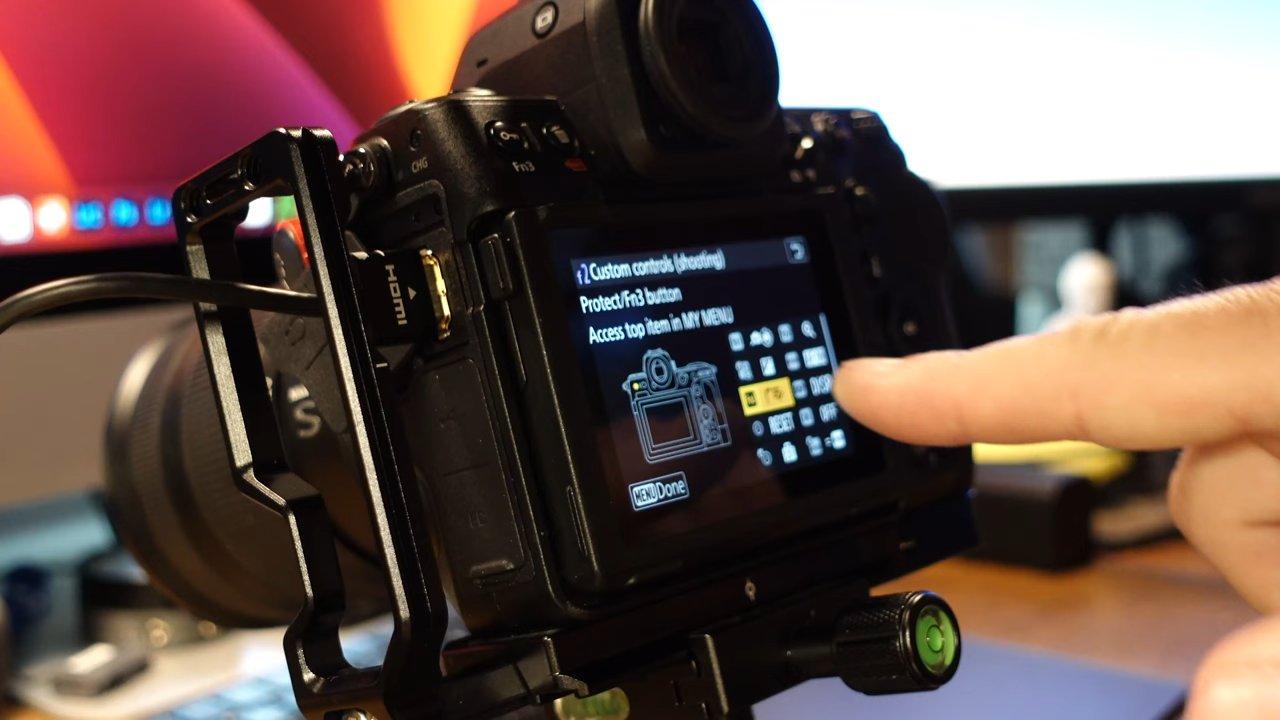 CHG
Fn3
HDMI
S
f2 Custom controls (shooting)
Protect/Fn3 button
Access top item in MY MENU
DISP
RESET
OFF
MENU Done